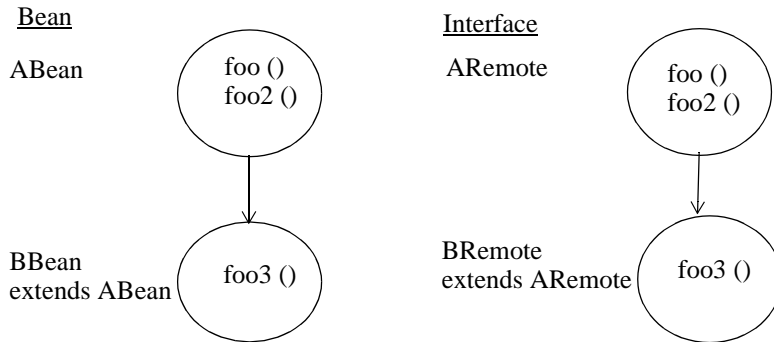 Bean
ABean
foo ()
foo2 ()
BBean
extends ABean
foo3 ()
Interface
ARemote
foo ()
foo2 ()
BRemote
extends ARemote
foo3 ()